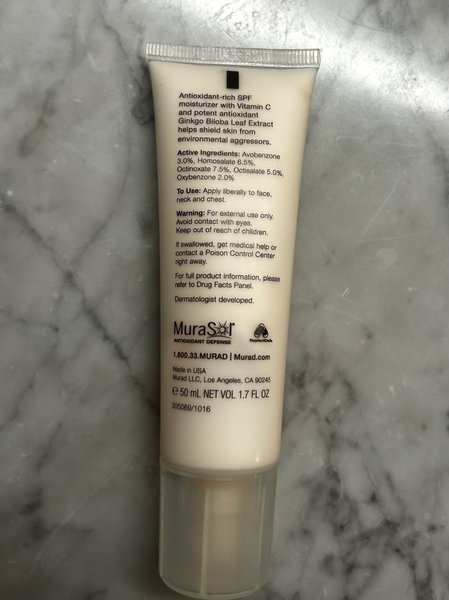 Antioxidant-rich SPF
moisturizer with Vitamin C
and potent antioxidant
Ginkgo Biloba Leaf Extract
helps shield skin from
environmental aggressors.
Active Ingredients: Avobenzone
3.0%, Homosalate 6.5%,
Octinoxate 7.5%, Octisalate 5.0%,
Oxybenzone 2.0%
To Use: Apply liberally to face,
neck and chest.
Warning: For external use only.
Avoid contact with eyes.
Keep out of reach of children.
If swallowed, get medical help or
contact a Poison Control Center
right away.
For full product information, please
refer to Drug Facts Panel.
Dermatologist developed.
MuraSol
ANTIOXIDANT DEFENSE
1.800.33.MURAD | Murad.com
Made in USA
Murad LLC, Los Angeles, CA 90245
℮ 50 mL NET VOL 1.7 FL OZ
305069/1016